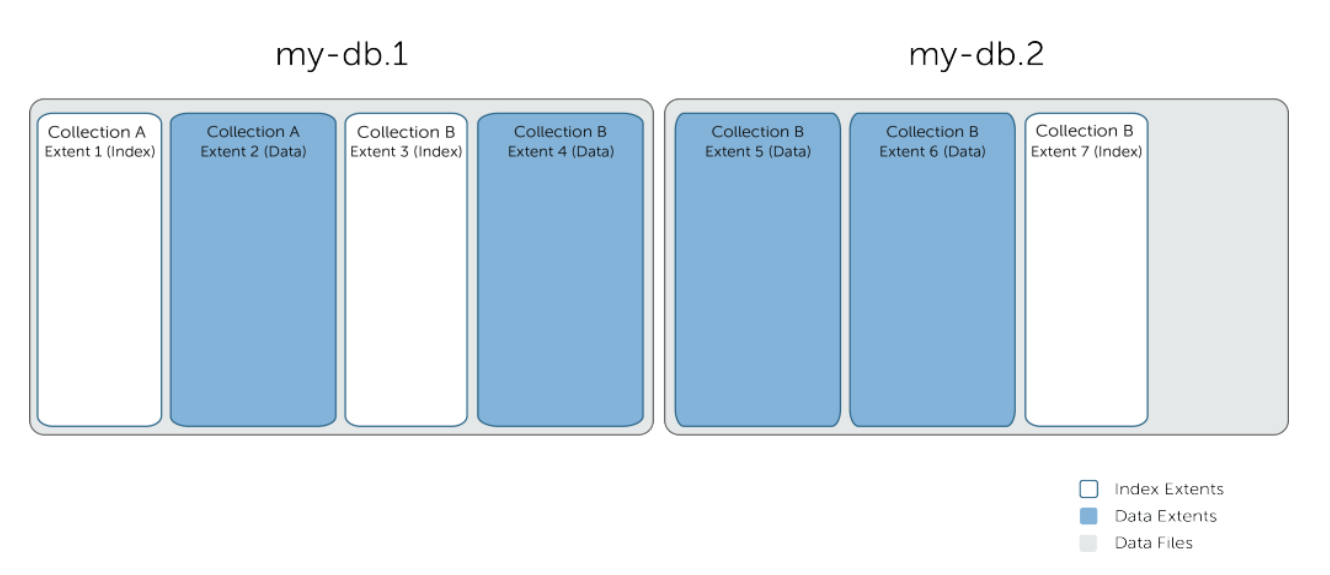 my-db.1
my-db.2
Collection A
Extent 1 (Index)
Collection A
Extent 2 (Data)
Collection B
Extent 3 (Index)
Collection B
Extent 4 (Data)
Collection B
Extent 5 (Data)
Collection B
Extent 6 (Data)
Collection B
Extent 7 (Index)
Index Extents
Data Extents
Data Files